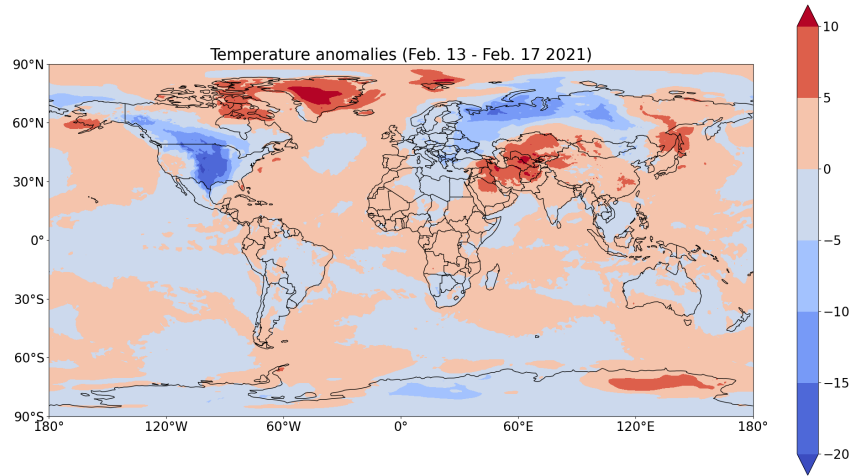 Temperature anomalies (Feb. 13 - Feb. 17 2021)
90°N
60°N
30°N
0°
30°S
60°S
90°S
180°
120°W
60°W
0°
60°E
120°E
180°
10
5
0
−5
−10
−15
−20